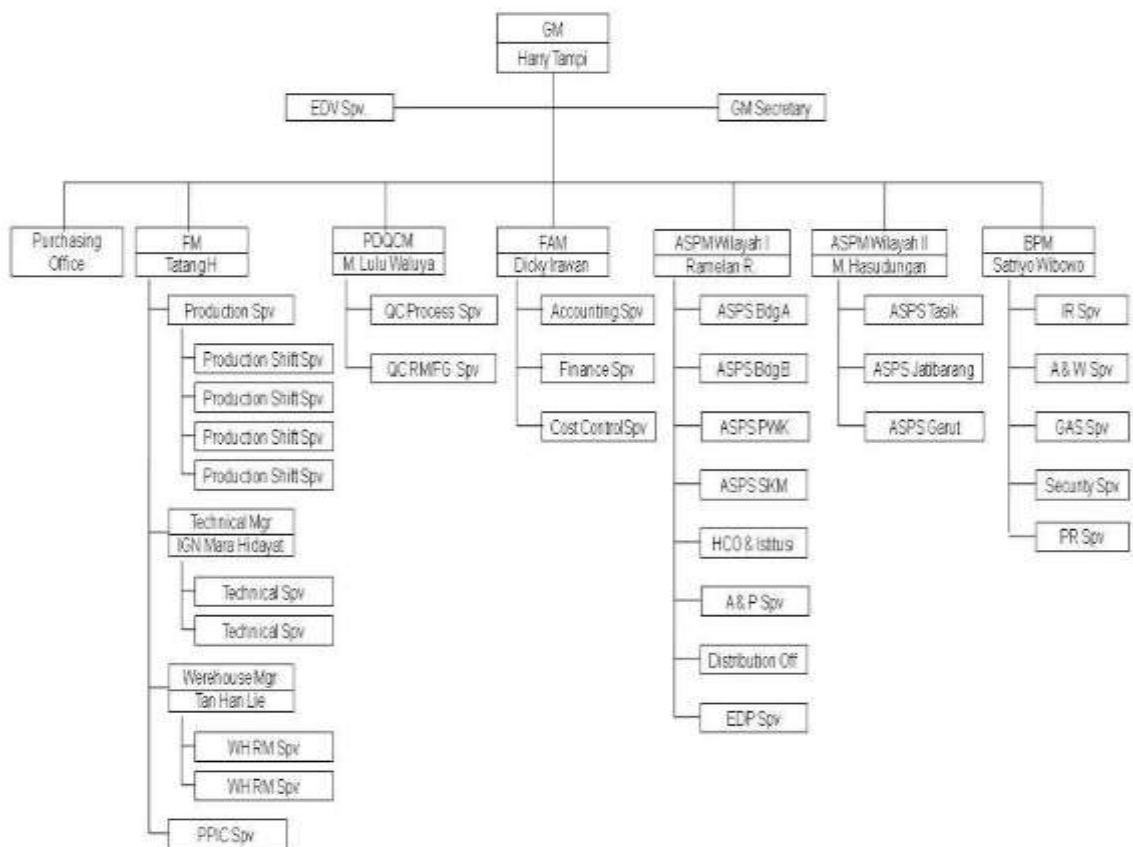 GM
Harry Tampi
EDV Spv.
GM Secretary
Purchasing
Office
FM
Tatang H
PDQCM
M. Lulu Waluya
FAM
Dicky Irawan
ASPM Wilayah I
Ramelan R.
ASPM Wilayah II
M. Hasudungan
BPM
Satriyo Wibowo
Production Spv
Production Shift Spv
Production Shift Spv
Production Shift Spv
Production Shift Spv
Technical Mgr
IGN Mara Hidayat
Technical Spv
Technical Spv
Werehouse Mgr
Tan Han Lie
WH RM Spv
WH RM Spv
PPIC Spv
QC Process Spv
QC RM/FG Spv
Accounting Spv
Finance Spv
Cost Control Spv
ASPS Bdg A
ASPS Bdg B
ASPS PWK
ASPS SKM
HCO & Istitusi
A & P Spv
Distribution Off
EDP Spv
ASPS Tasik
ASPS Jatibarang
ASPS Garut
IR Spv
A & W Spv
GAS Spv
Security Spv
PR Spv